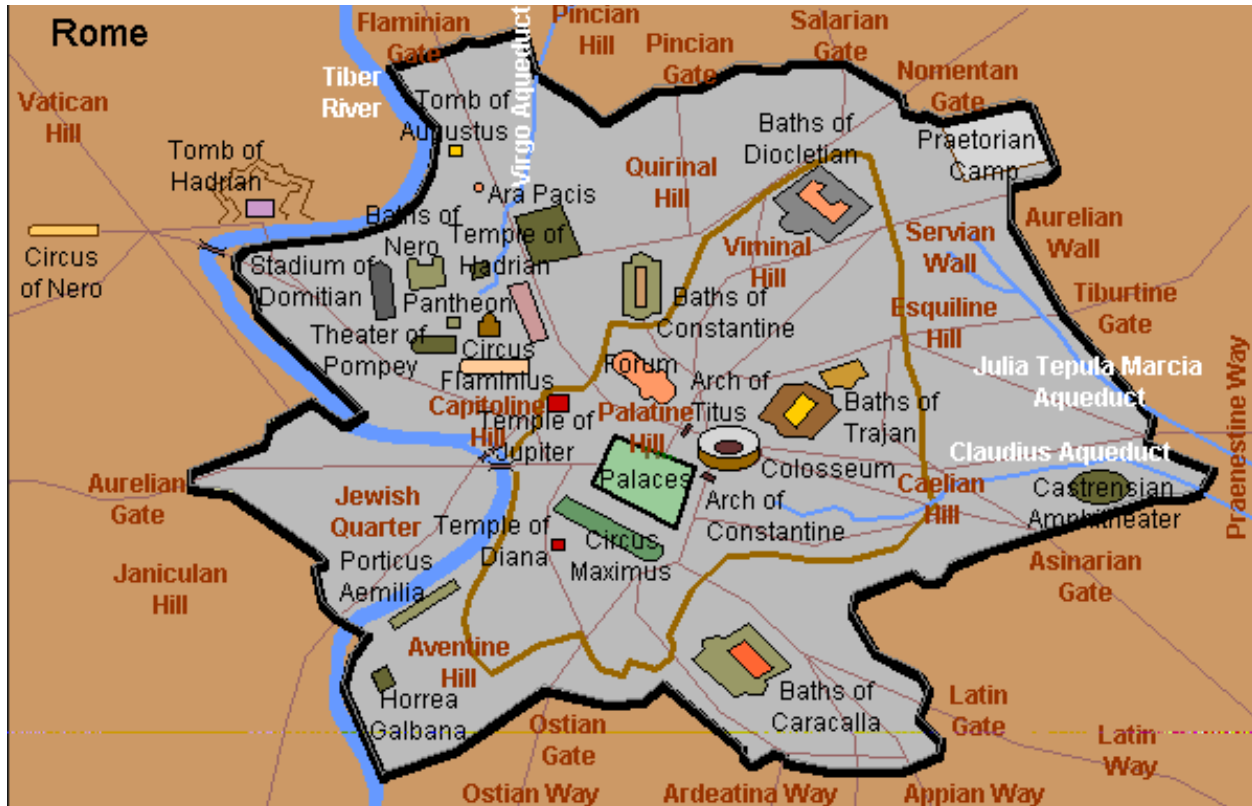 Rome
Flaminian
Gate
Pincian
Hill
Virgo Aqueduct
Pincian
Gate
Salarian
Gate
Nomentan
Gate
Tiber
River
Vatican
Hill
Tomb of
Augustus
Baths of
Diocletian
Praetorian
Camp
Tomb of
Hadrian
Quirinal
Hill
Ara Pacis
Baths of
Nero
Temple of
Hadrian
Viminal
Hill
Servian
Wall
Aurelian
Wall
Circus
of Nero
Stadium of
Domitian
Pantheon
Baths of
Constantine
Esquiline
Hill
Tiburtine
Gate
Theater of
Pompey
Circus
Flaminius
Forum
Arch of
Titus
Julia Tepula Marcia
Aqueduct
Praenestine Way
Capitoline
Hill
Temple of
Jupiter
Palatine
Hill
Baths of
Trajan
Claudius Aqueduct
Colosseum
Palaces
Caelian
Hill
Castrensian
Amphitheater
Aurelian
Gate
Jewish
Quarter
Arch of
Constantine
Temple of
Diana
Circus
Maximus
Porticus
Aemilia
Asinarian
Gate
Janiculan
Hill
Aventine
Hill
Horrea
Galbana
Baths of
Caracalla
Latin
Gate
Ostian
Gate
Latin
Way
Ostian Way
Ardeatina Way
Appian Way